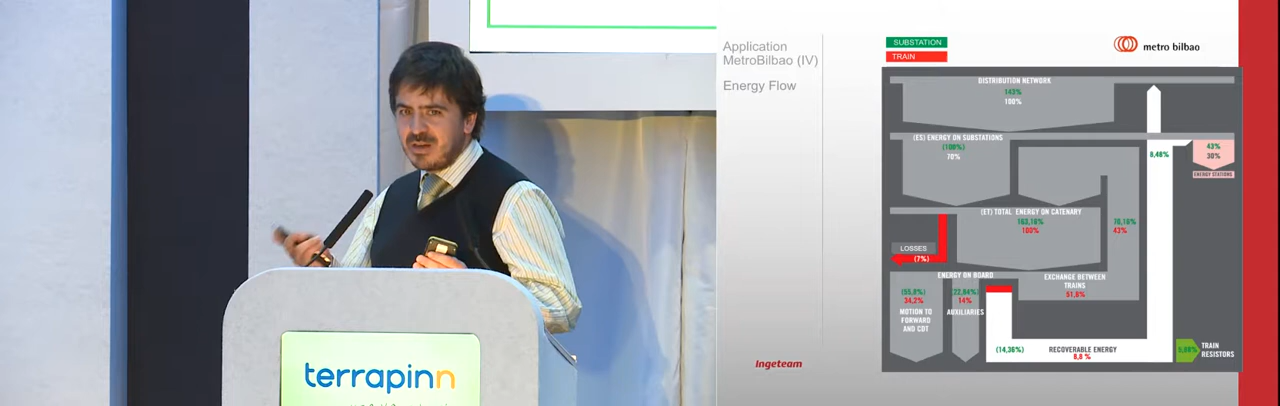 terrapinn
Application
MetroBilbao (IV)
Energy Flow
SUBSTATION
TRAIN
metro bilbao
DISTRIBUTION NETWORK
143%
100%
(ES) ENERGY ON SUBSTATIONS
(100%)
70%
8,48%
43%
30%
ENERGY STATIONS
(ET) TOTAL ENERGY ON CATENARY
163,16%
100%
70,16%
43%
LOSSES
(7%)
ENERGY ON BOARD
(55,8%)
34,2%
MOTION TO
FORWARD
AND CDT
(22,84%)
14%
AUXILIARIES
EXCHANGE BETWEEN
TRAINS
51,6%
(14,36%)
RECOVERABLE ENERGY
8,8 %
TRAIN
RESISTORS
Ingeteam